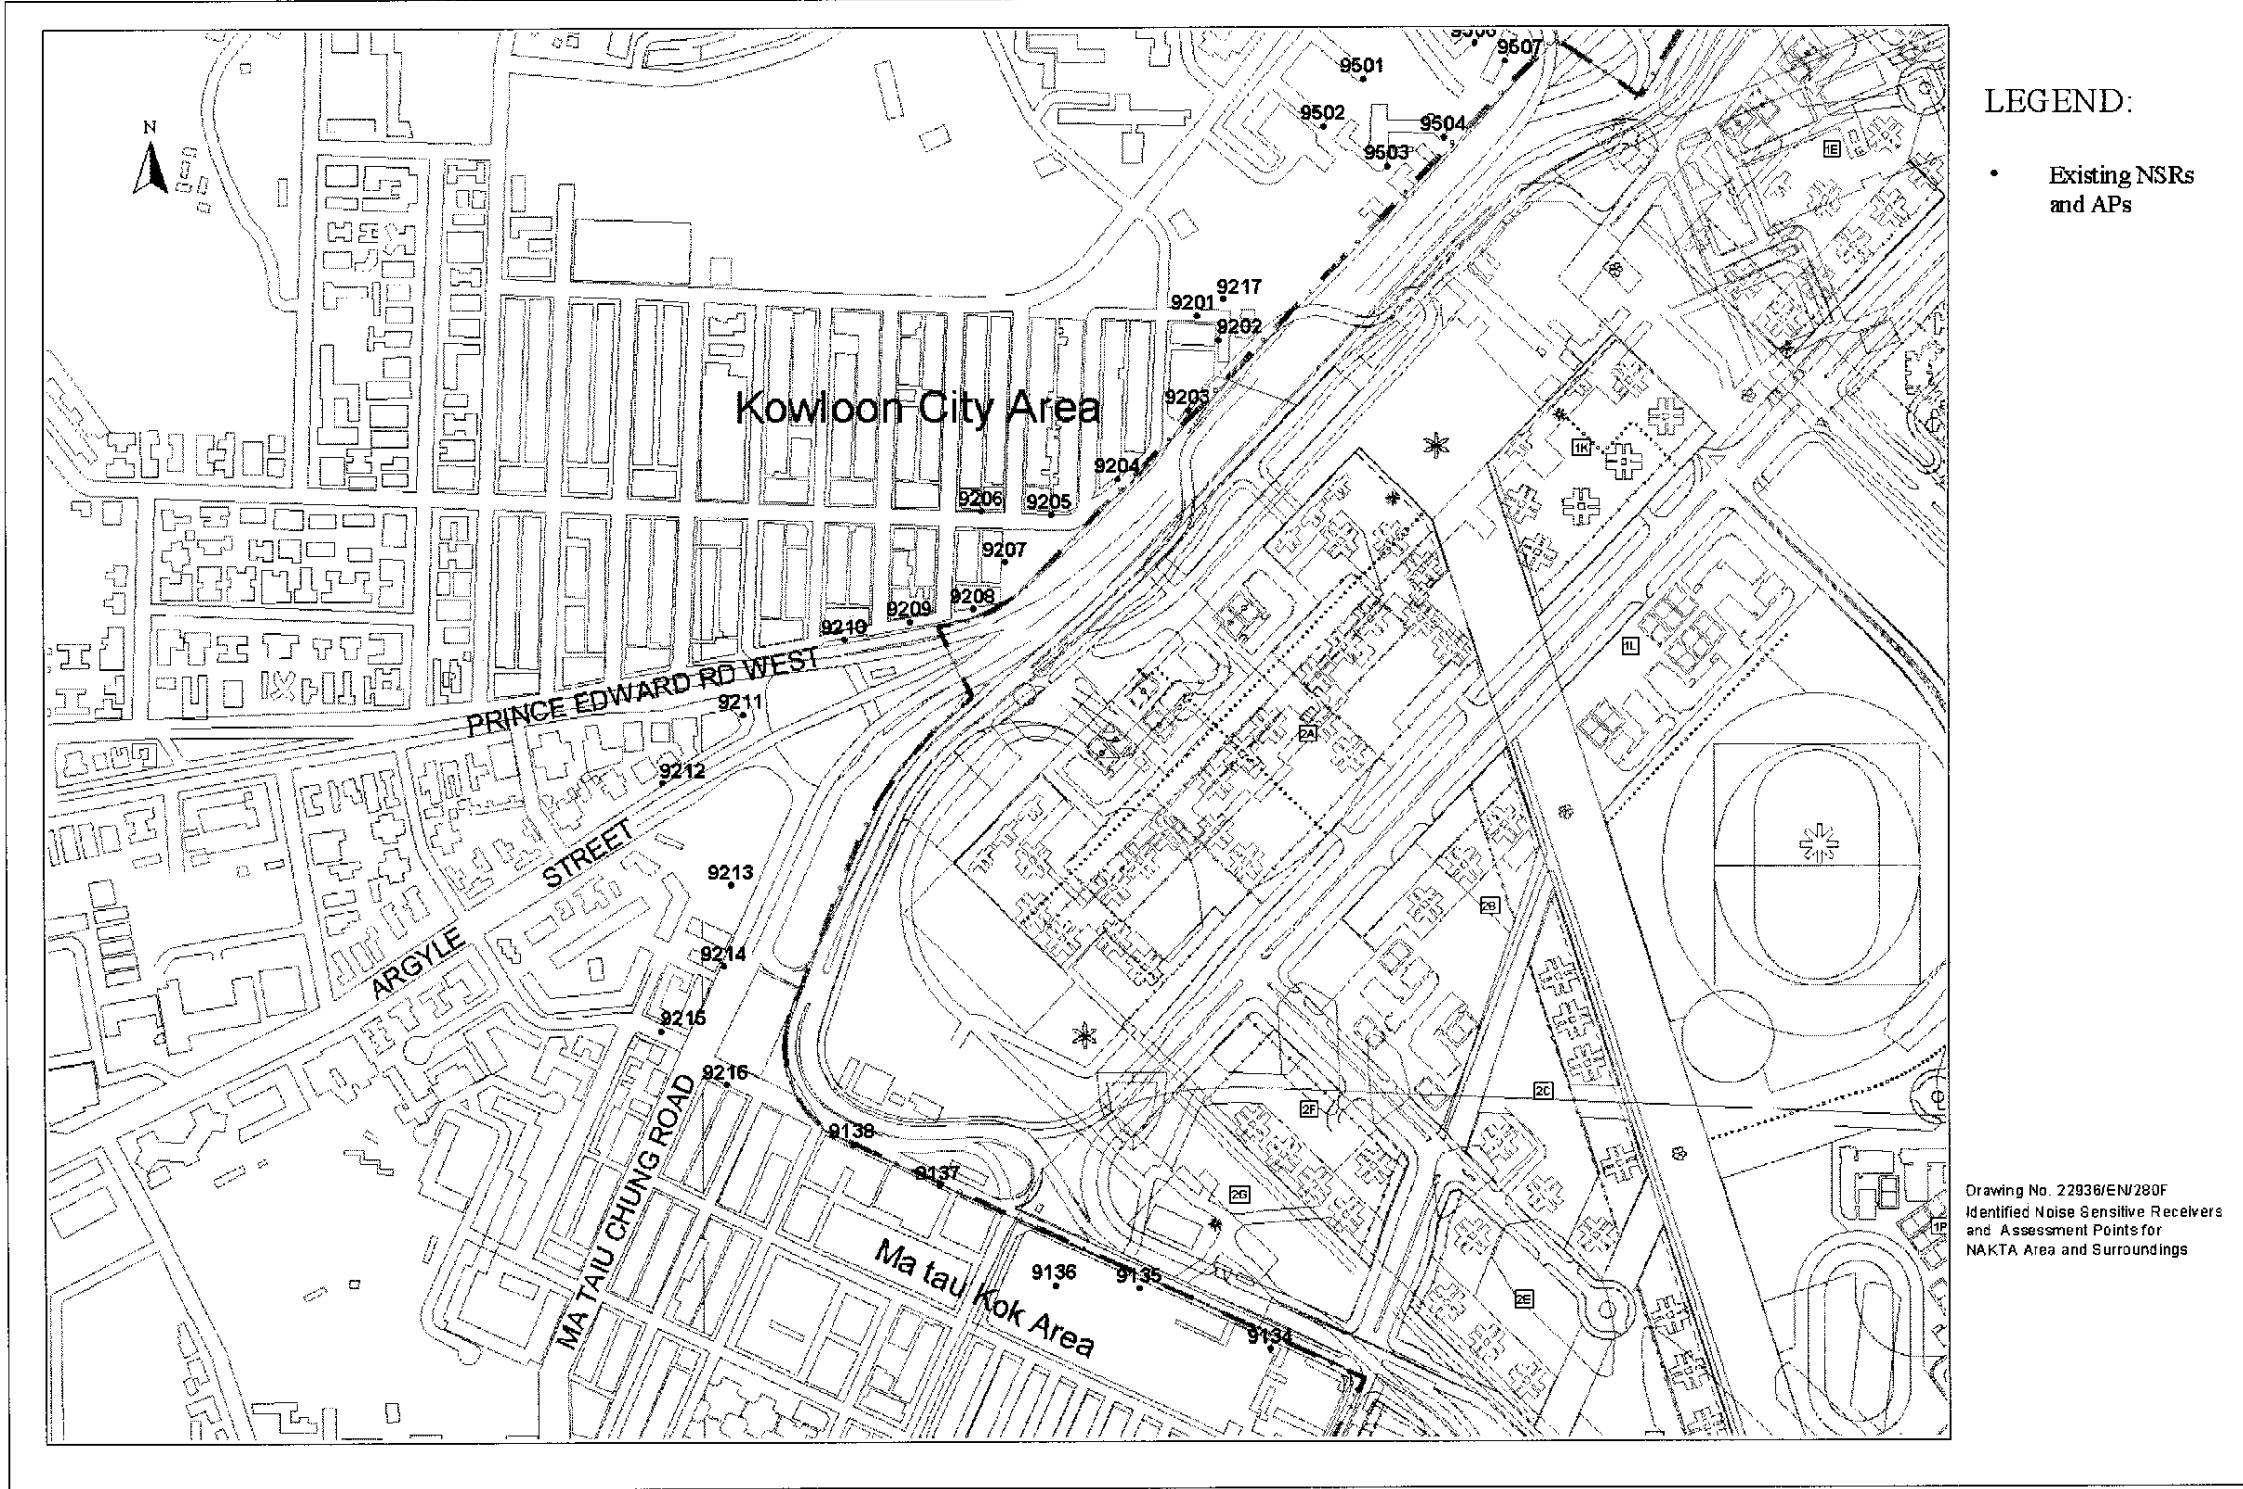 LEGEND:
• Existing NSRs
and APs
N
9506
9507
9501
9502
9504
9503
1E
9217
9201
9202
Kowloon City Area
9203
9204
1K
9206
9205
9207
9208
9209
9210
1L
PRINCE EDWARD RD WEST
9211
2A
9212
ARGYLE STREET
9213
2B
9214
9215
9216
2C
2F
9138
9137
2G
MA TAIU CHUNG ROAD
Ma tau Kok Area
9136
9135
2E
9134
1P
Drawing No. 22936/EN/280F
Identified Noise Sensitive Receivers
and Assessment Points for
NAKTA Area and Surroundings